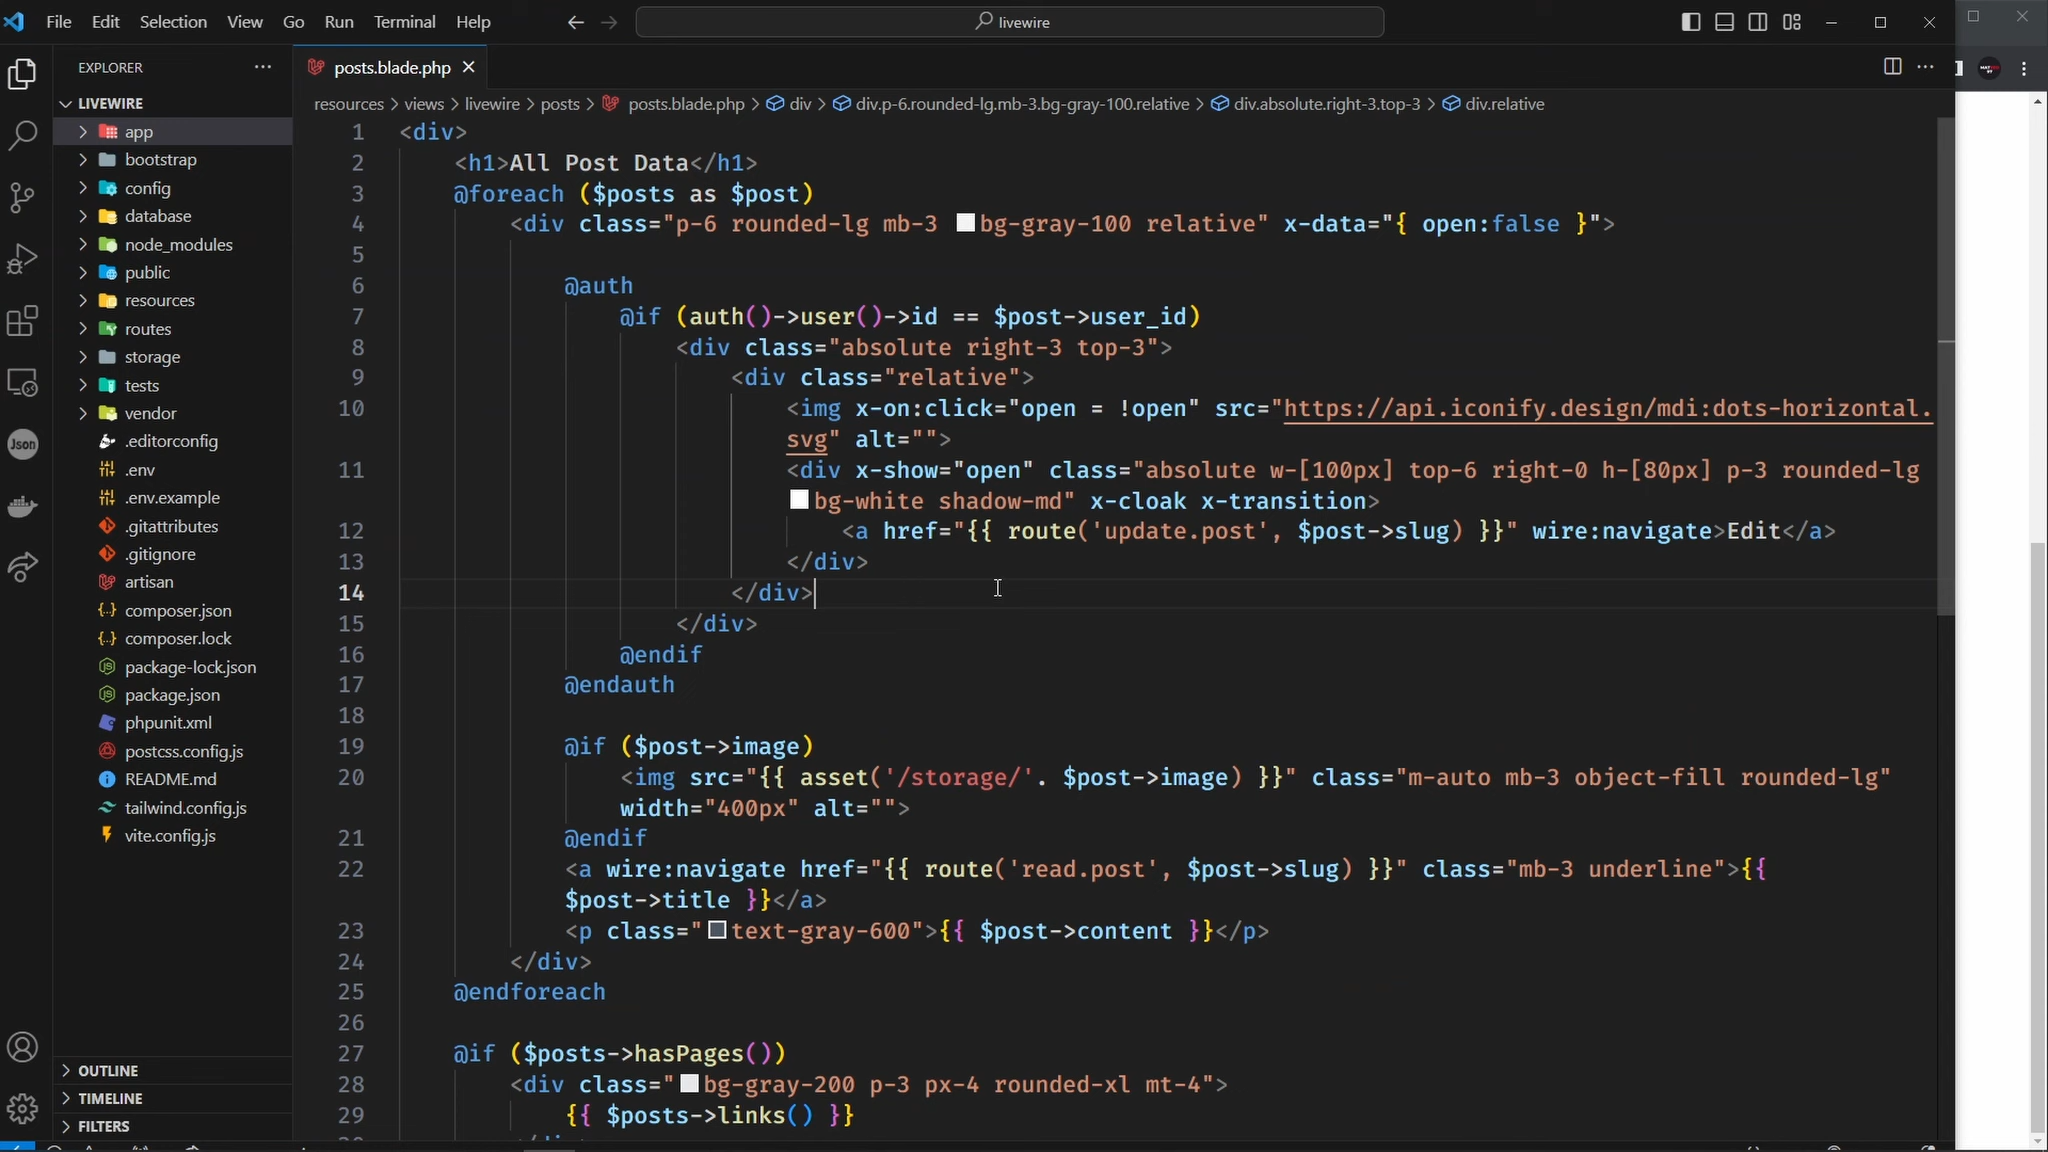 File Edit Selection View Go Run Terminal Help
livewire
EXPLORER
posts.blade.php
resources > views > livewire > posts > posts.blade.php > div > div.p-6.rounded-lg.mb-3.bg-gray-100.relative > div.absolute.right-3.top-3 > div.relative
LIVEWIRE
app
bootstrap
config
database
node_modules
public
resources
routes
storage
tests
vendor
.editorconfig
.env
.env.example
.gitattributes
.gitignore
artisan
composer.json
composer.lock
package-lock.json
package.json
phpunit.xml
postcss.config.js
README.md
tailwind.config.js
vite.config.js
OUTLINE
TIMELINE
FILTERS
Json
1 <div>
2 <h1>All Post Data</h1>
3 @foreach ($posts as $post)
4 <div class="p-6 rounded-lg mb-3 bg-gray-100 relative" x-data="{ open:false }">
5
6 @auth
7 @if (auth()->user()->id == $post->user_id)
8 <div class="absolute right-3 top-3">
9 <div class="relative">
10 <img x-on:click="open = !open" src="https://api.iconify.design/mdi:dots-horizontal.
svg" alt="">
11 <div x-show="open" class="absolute w-[100px] top-6 right-0 h-[80px] p-3 rounded-lg
bg-white shadow-md" x-cloak x-transition>
12 <a href="{{ route('update.post', $post->slug) }}" wire:navigate>Edit</a>
13 </div>
14 </div>
15 </div>
16 @endif
17 @endauth
18
19 @if ($post->image)
20 <img src="{{ asset('/storage/'. $post->image) }}" class="m-auto mb-3 object-fill rounded-lg"
width="400px" alt="">
21 @endif
22 <a wire:navigate href="{{ route('read.post', $post->slug) }}" class="mb-3 underline">{{
$post->title }}</a>
23 <p class="text-gray-600">{{ $post->content }}</p>
24 </div>
25 @endforeach
26
27 @if ($posts->hasPages())
28 <div class="bg-gray-200 p-3 px-4 rounded-xl mt-4">
29 {{ $posts->links() }}